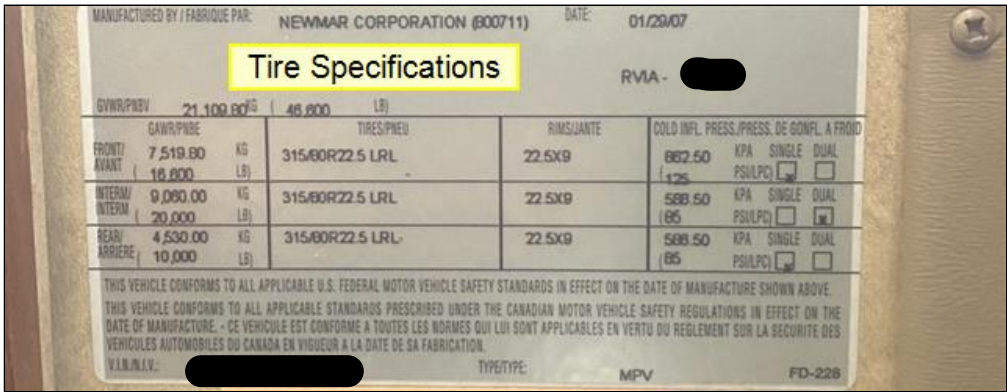 MANUFACTURED BY / FABRIQUE PAR: NEWMAR CORPORATION (B00711) DATE: 01/29/07
Tire Specifications
RVIA -
GVWR/PNBV 21,109.80 KG ( 46,600 LB)
GAWR/PNBE TIRES/PNEU RIMS/JANTE COLD INFL. PRESS./PRESS. DE GONFL. A FROID
FRONT/ 7,519.80 KG 315/80R22.5 LRL 22.5X9 862.50 KPA SINGLE DUAL
AVANT ( 16,600 LB) ( 125 PSI/LPC) x
INTERM/ 9,060.00 KG 315/80R22.5 LRL 22.5X9 588.50 KPA SINGLE DUAL
INTERM ( 20,000 LB) (85 PSI/LPC) x
REAR/ 4,530.00 KG 315/80R22.5 LRL 22.5X9 586.50 KPA SINGLE DUAL
ARRIERE ( 10,000 LB) (85 PSI/LPC) x
THIS VEHICLE CONFORMS TO ALL APPLICABLE U.S. FEDERAL MOTOR VEHICLE SAFETY STANDARDS IN EFFECT ON THE DATE OF MANUFACTURE SHOWN ABOVE.
THIS VEHICLE CONFORMS TO ALL APPLICABLE STANDARDS PRESCRIBED UNDER THE CANADIAN MOTOR VEHICLE SAFETY REGULATIONS IN EFFECT ON THE
DATE OF MANUFACTURE. - CE VEHICULE EST CONFORME A TOUTES LES NORMES QUI LUI SONT APPLICABLES EN VERTU DU REGLEMENT SUR LA SECURITE DES
VEHICULES AUTOMOBILES DU CANADA EN VIGUEUR A LA DATE DE SA FABRICATION.
V.I.N./N.I.V.: TYPE/TYPE: MPV FD-228